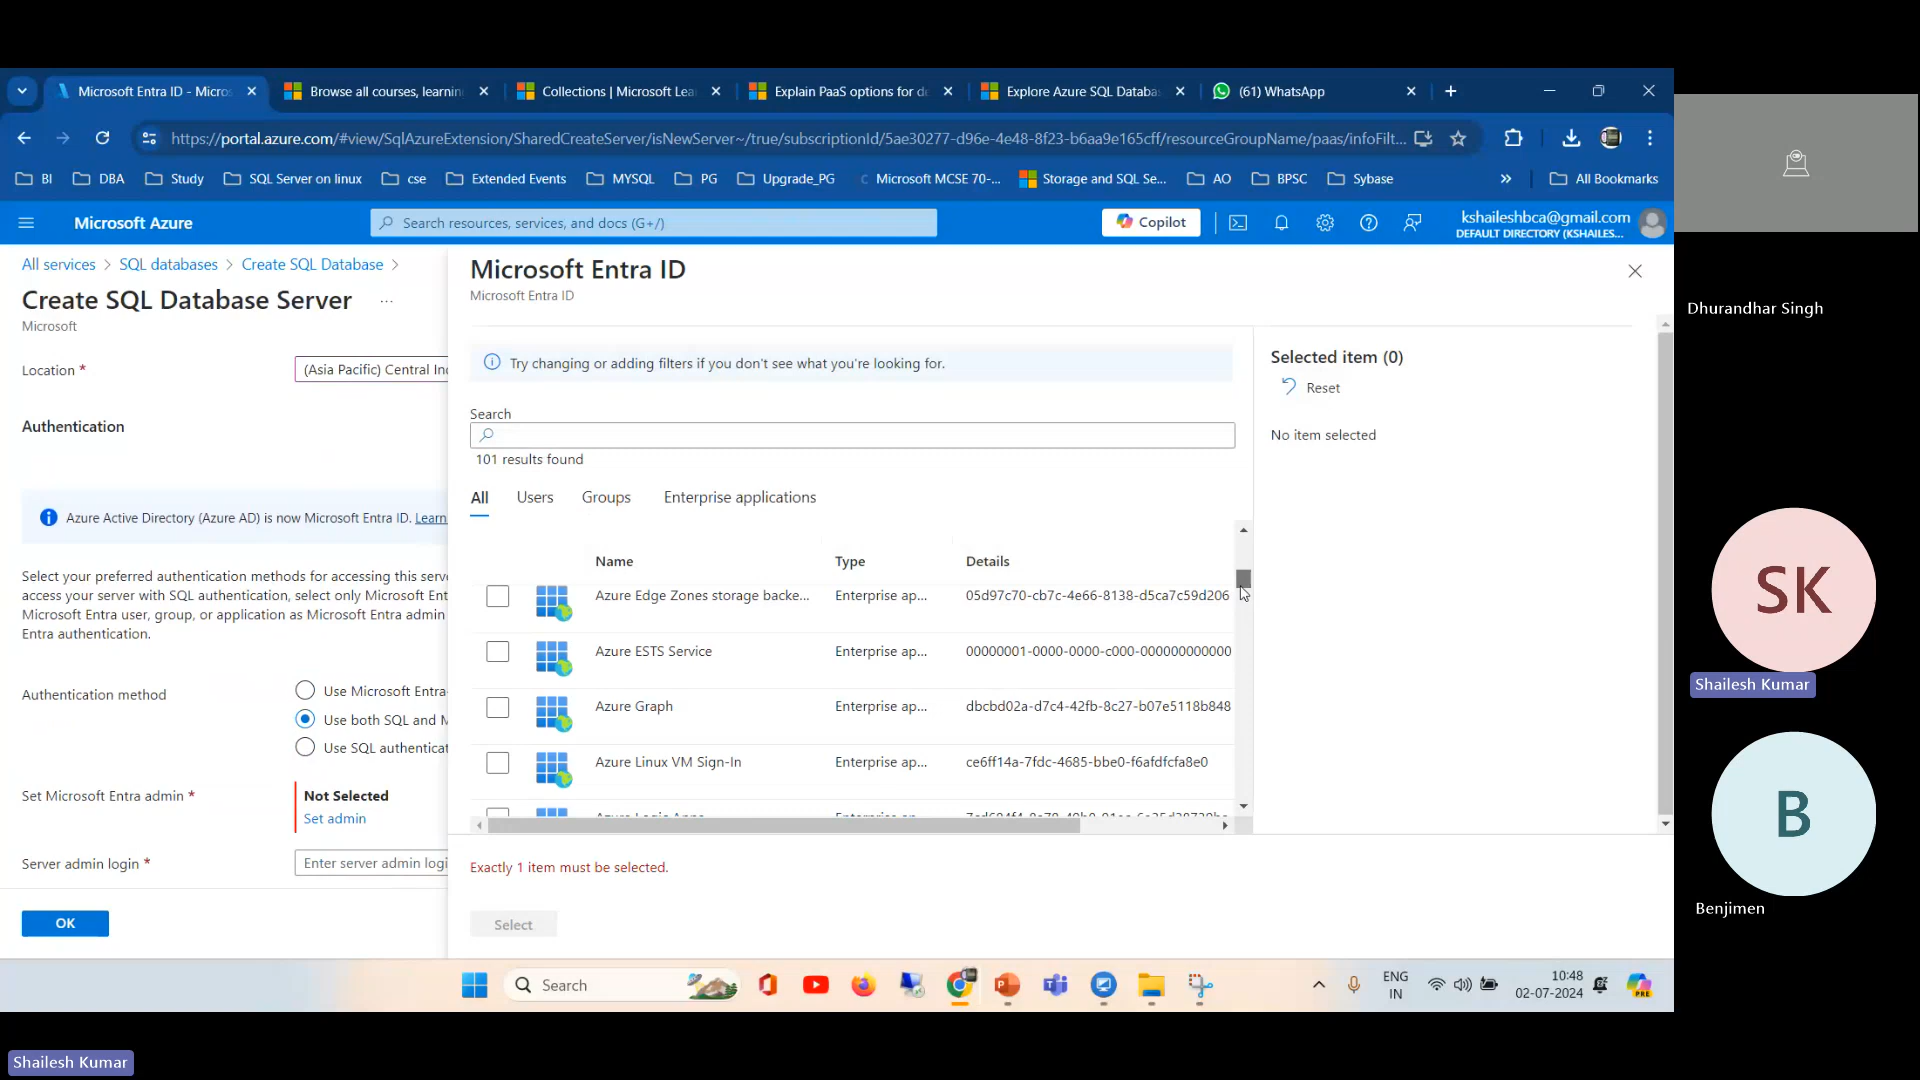 Microsoft Entra ID - Micros
Browse all courses, learnin
Collections | Microsoft Lea
Explain PaaS options for de
Explore Azure SQL Databas
(61) WhatsApp
https://portal.azure.com/#view/SqlAzureExtension/SharedCreateServer/isNewServer~/true/subscriptionId/5ae30277-d96e-4e48-8f23-b6aa9e165cff/resourceGroupName/paas/infoFilt...
BI
DBA
Study
SQL Server on linux
cse
Extended Events
MYSQL
PG
Upgrade_PG
Microsoft MCSE 70-...
Storage and SQL Se...
AO
BPSC
Sybase
»
All Bookmarks
Microsoft Azure
Search resources, services, and docs (G+/)
Copilot
kshaileshbca@gmail.com
DEFAULT DIRECTORY (KSHAILES...
All services > SQL databases > Create SQL Database >
Create SQL Database Server ...
Microsoft
Location *
(Asia Pacific) Central Ind
Authentication
Azure Active Directory (Azure AD) is now Microsoft Entra ID. Learn
Select your preferred authentication methods for accessing this serve
access your server with SQL authentication, select only Microsoft Ent
Microsoft Entra user, group, or application as Microsoft Entra admin
Entra authentication.
Authentication method
Use Microsoft Entra-
Use both SQL and M
Use SQL authenticat
Set Microsoft Entra admin *
Not Selected
Set admin
Server admin login *
Enter server admin logi
OK
Microsoft Entra ID
Microsoft Entra ID
Try changing or adding filters if you don't see what you're looking for.
Search
101 results found
All
Users
Groups
Enterprise applications
Name
Type
Details
Azure Edge Zones storage backe...
Enterprise ap...
05d97c70-cb7c-4e66-8138-d5ca7c59d206
Azure ESTS Service
Enterprise ap...
00000001-0000-0000-c000-000000000000
Azure Graph
Enterprise ap...
dbcbd02a-d7c4-42fb-8c27-b07e5118b848
Azure Linux VM Sign-In
Enterprise ap...
ce6ff14a-7fdc-4685-bbe0-f6afdfcfa8e0
Selected item (0)
Reset
No item selected
Exactly 1 item must be selected.
Select
Search
ENG
IN
10:48
02-07-2024
PRE
Dhurandhar Singh
SK
Shailesh Kumar
B
Benjimen
Shailesh Kumar